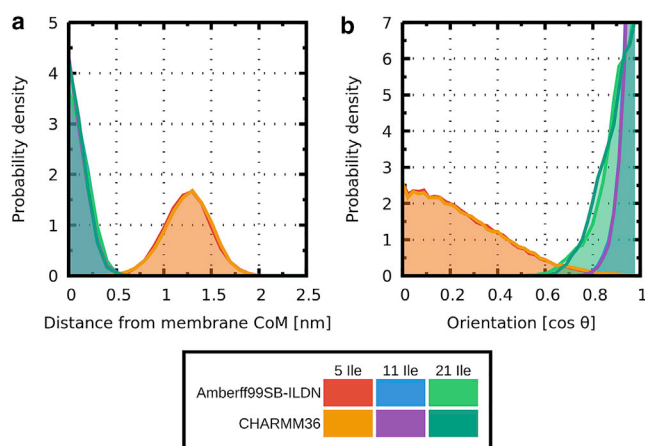 a
b
5
4
3
2
1
0
Probability density
0
0.5
1
1.5
2
2.5
Distance from membrane CoM [nm]
7
6
5
4
3
2
1
0
Probability density
0
0.2
0.4
0.6
0.8
1
Orientation [cos θ]
5 Ile 11 Ile 21 Ile
Amberff99SB-ILDN
CHARMM36